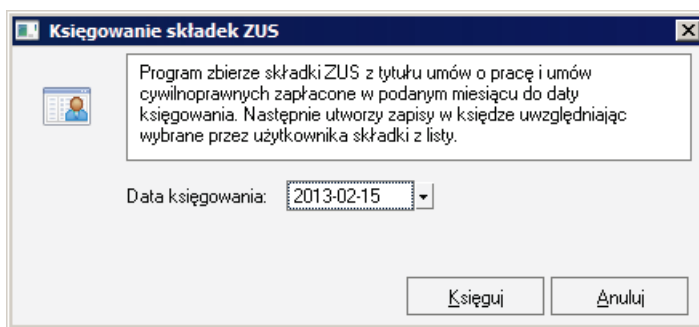 Księgowanie składek ZUS
Program zbierze składki ZUS z tytułu umów o pracę i umów
cywilnoprawnych zapłacone w podanym miesiącu do daty
księgowania. Następnie utworzy zapisy w księdze uwzględniając
wybrane przez użytkownika składki z listy.
Data księgowania: 2013-02-15
Księguj Anuluj